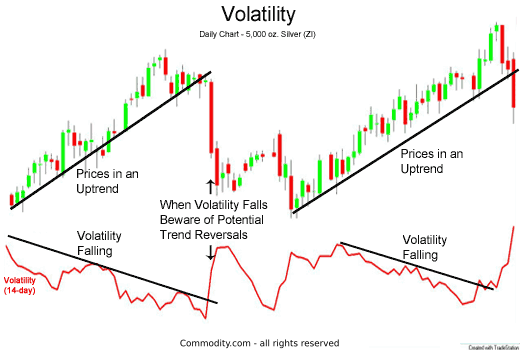 Volatility
Daily Chart - 5,000 oz. Silver (ZI)
Prices in an
Uptrend
Prices in an
Uptrend
When Volatility Falls
Beware of Potential
Trend Reversals
Volatility
Falling
Volatility
Falling
Volatility
(14-day)
Commodity.com - all rights reserved
Created with TradeStation